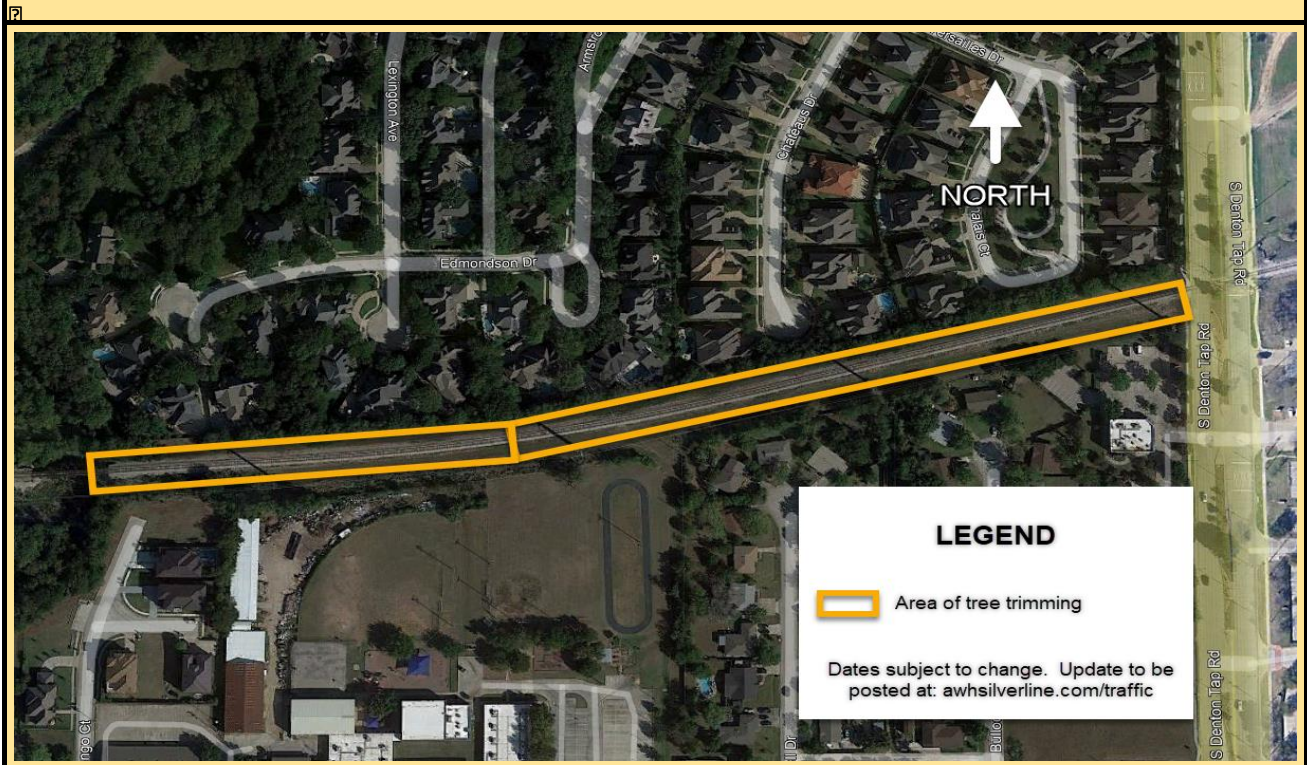 Lexington Ave
Chateaus Dr
NORTH
S Denton Tap Rd
Edmondson Dr
S Denton Tap Rd
LEGEND
Area of tree trimming
Dates subject to change. Update to be
posted at: awhsilverline.com/traffic
S Denton Tap Rd